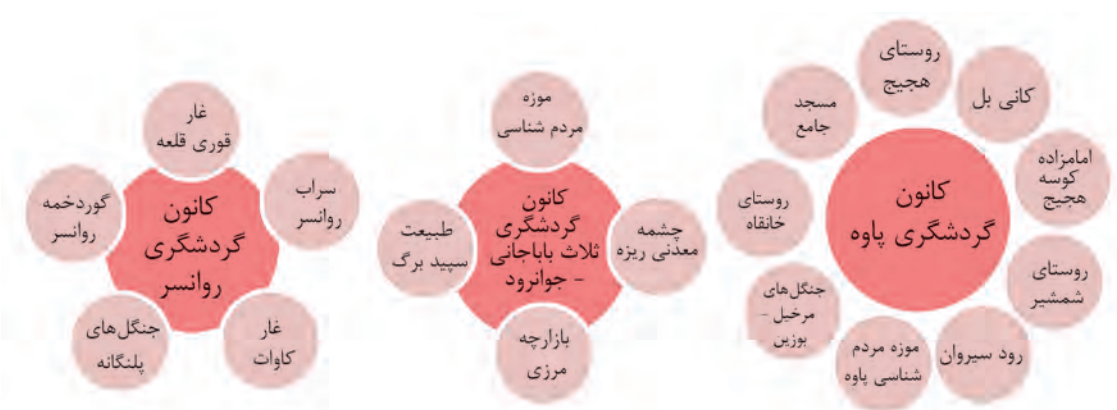 کانون
گردشگری پاوه
روستای
هجیج
کانی بل
امامزاده
کوسه
هجیج
روستای
شمشیر
رود سیروان
موزه مردم
شناسی پاوه
جنگل‌های
مرخیل -
بوزین
روستای
خانقاه
مسجد
جامع
کانون
گردشگری
ثلاث باباجانی
- جوانرود
موزه
مردم شناسی
چشمه
معدنی ریزه
بازارچه
مرزی
طبیعت
سپید برگ
کانون
گردشگری
روانسر
غار
قوری قلعه
سراب
روانسر
غار
کاوات
جنگل‌های
پلنگانه
گوردخمه
روانسر